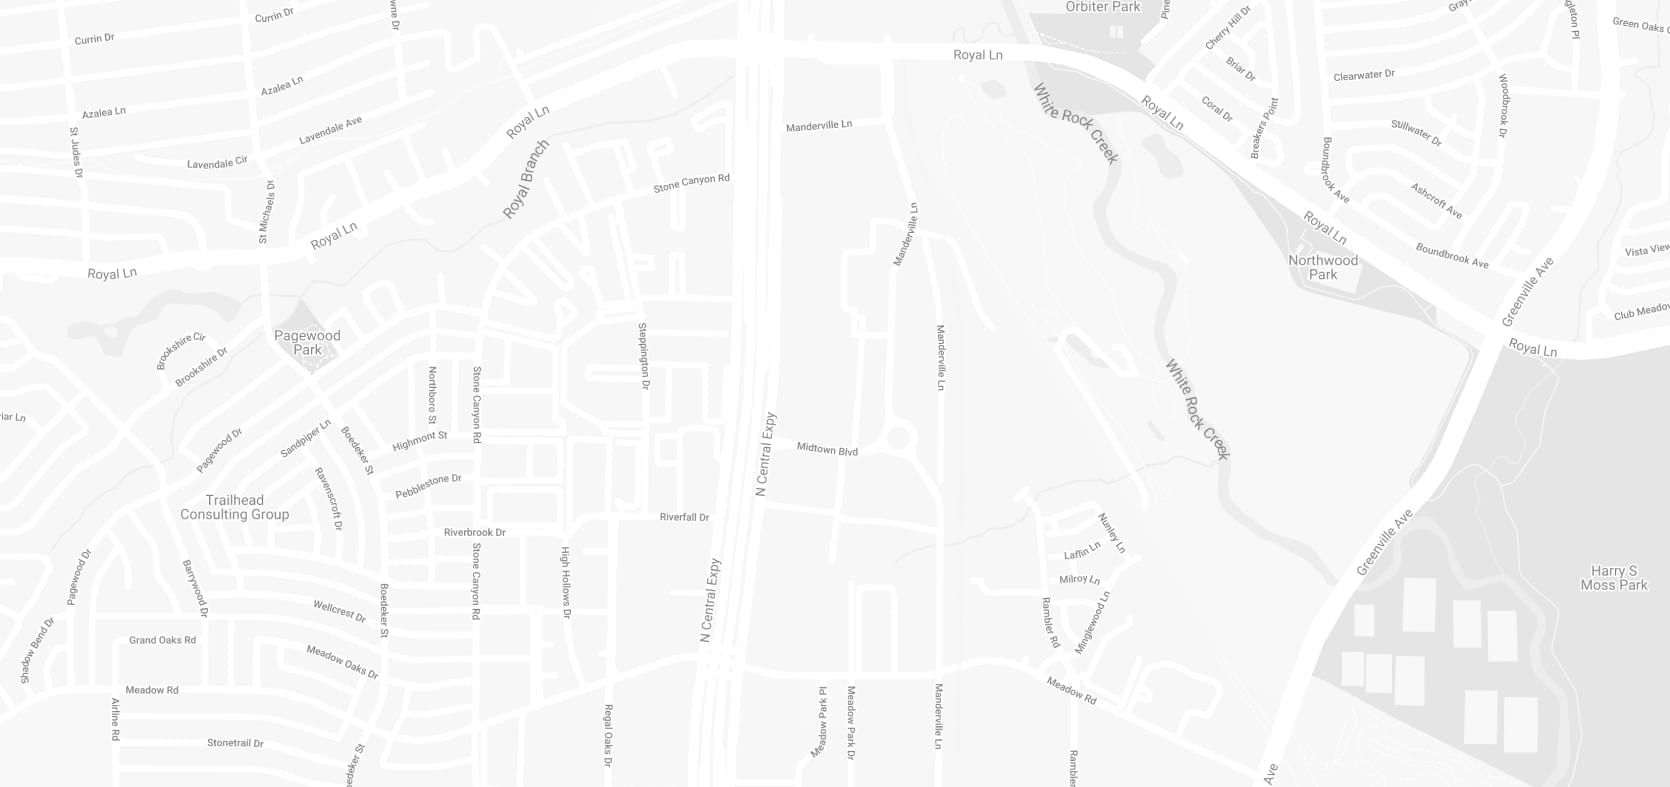 Orbiter Park
Currin Dr
Currin Dr
Cherry Hill Dr
Green Oaks
Royal Ln
Briar Dr
Clearwater Dr
Woodbrook Dr
Azalea Ln
Azalea Ln
Lavendale Ave
Lavendale Cir
St Judes Dr
Royal Ln
Manderville Ln
White Rock Creek
Royal Ln
Coral Dr
Breakers Point
Stillwater Dr
Boundbrook Ave
Ashcroft Ave
Royal Branch
Stone Canyon Rd
St Michaels Dr
Royal Ln
Manderville Ln
Royal Ln
Boundbrook Ave
Vista View
Royal Ln
Northwood
Park
Greenville Ave
Club Meadow
Pagewood
Park
Brookshire Cir
Brookshire Dr
Steppington Dr
Manderville Ln
Royal Ln
Northboro St
Stone Canyon Rd
White Rock Creek
Pagewood Dr
Sandpiper Ln
Boedeker St
Highmont St
N Central Expy
Midtown Blvd
Ravenscroft Dr
Pebblestone Dr
Trailhead
Consulting Group
Riverbrook Dr
Riverfall Dr
Nunley Ln
Laffin Ln
Greenville Ave
Pagewood Dr
Barrywood Dr
Boedeker St
Stone Canyon Rd
High Hollows Dr
N Central Expy
Milroy Ln
Harry S
Moss Park
Wellcrest Dr
Rambler Rd
Minglewood Ln
Shadow Bend Dr
Grand Oaks Rd
Meadow Oaks Dr
Meadow Rd
Meadow Rd
Airline Rd
Regal Oaks Dr
Meadow Park Pl
Meadow Park Dr
Manderville Ln
Stonetrail Dr
Rambler
Ave